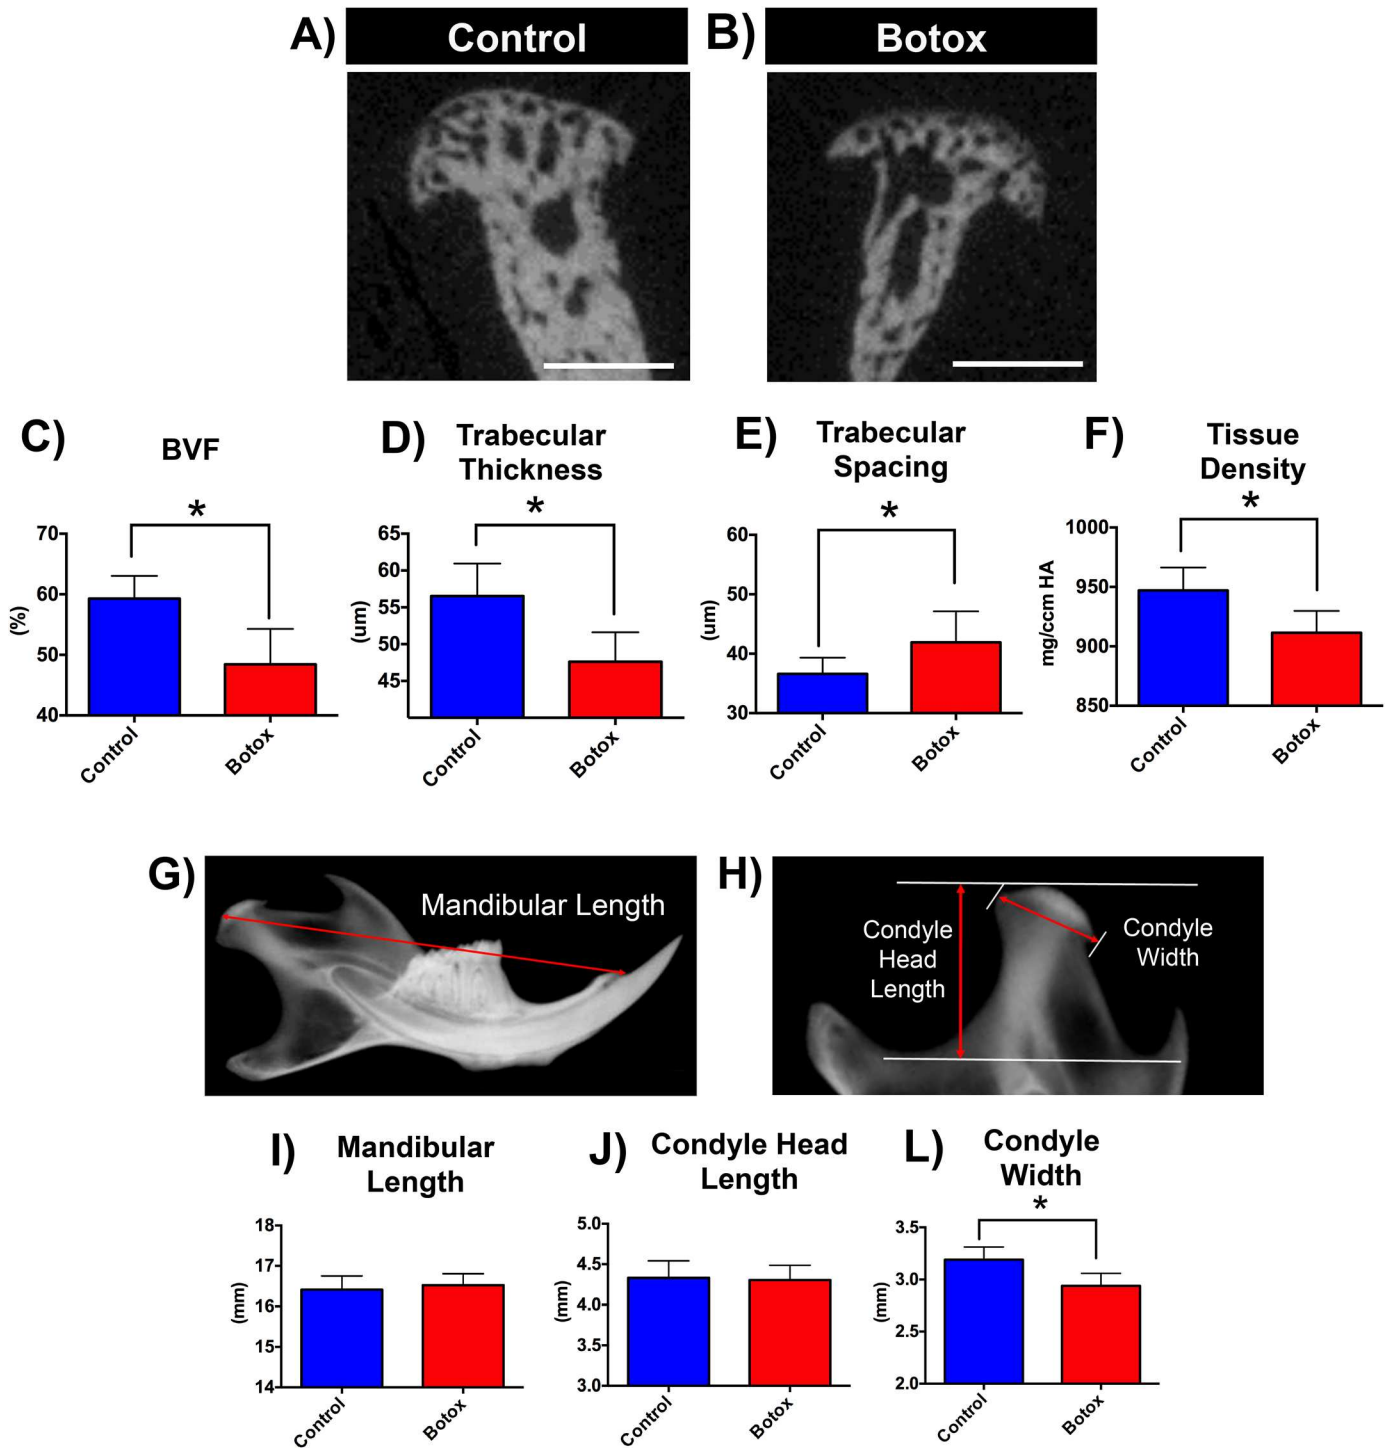 A)
Control
B)
Botox
C)
BVF
*
(%)
70
60
50
40
Control
Botox
D)
Trabecular
Thickness
*
(um)
65
60
55
50
45
Control
Botox
E)
Trabecular
Spacing
*
(um)
60
50
40
30
Control
Botox
F)
Tissue
Density
*
mg/ccm HA
1000
950
900
850
Control
Botox
G)
Mandibular Length
H)
Condyle
Head
Length
Condyle
Width
I)
Mandibular
Length
(mm)
18
17
16
15
14
Control
Botox
J)
Condyle Head
Length
(mm)
5.0
4.5
4.0
3.5
3.0
Control
Botox
L)
Condyle
Width
*
(mm)
3.5
3.0
2.5
2.0
Control
Botox